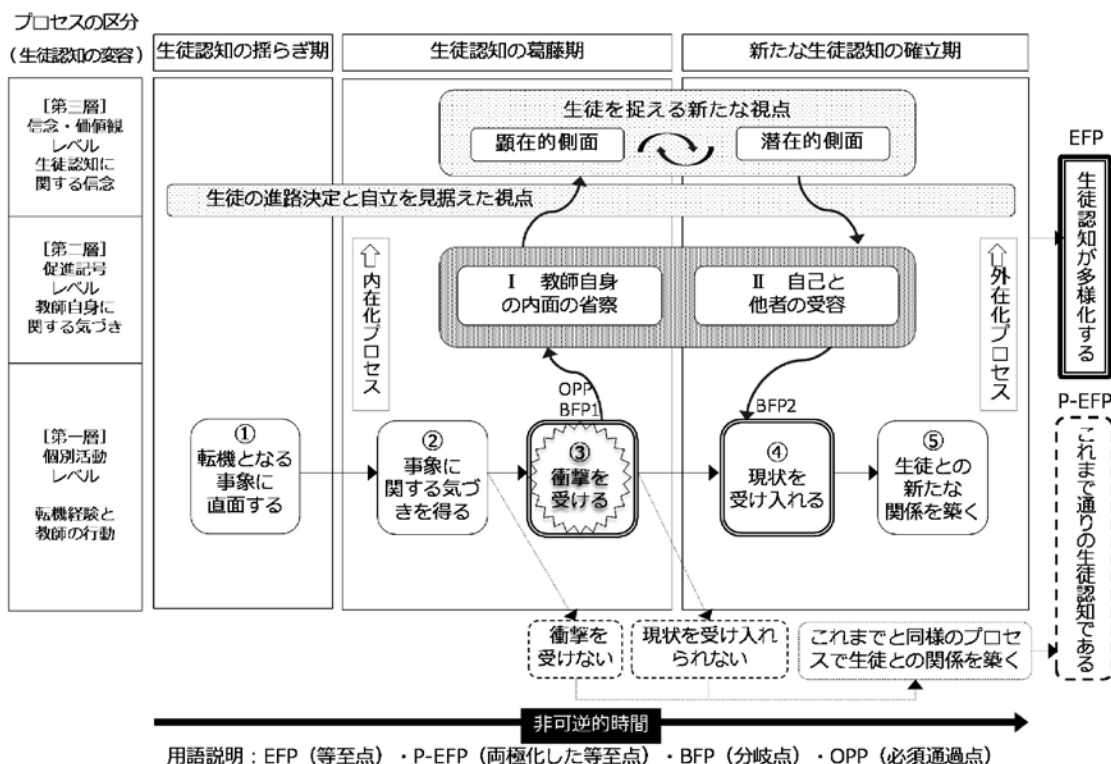 プロセスの区分
(生徒認知の変容)
生徒認知の揺らぎ期
生徒認知の葛藤期
新たな生徒認知の確立期
[第三層]
信念・価値観
レベル
生徒認知に
関する信念
生徒を捉える新たな視点
顕在的側面
潜在的側面
生徒の進路決定と自立を見据えた視点
[第二層]
促進記号
レベル
教師自身に
関する気づき
⇧内在化プロセス
Ⅰ 教師自身
の内面の省察
Ⅱ 自己と
他者の受容
⇧外在化プロセス
EFP
生徒認知が多様化する
[第一層]
個別活動
レベル
転機経験と
教師の行動
①
転機となる
事象に
直面する
②
事象に
関する気づ
きを得る
OPP
BFP1
③
衝撃を
受ける
BFP2
④
現状を
受け入れる
⑤
生徒との
新たな
関係を築く
P-EFP
これまで通りの生徒認知である
衝撃を
受けない
現状を受け入れ
られない
これまでと同様のプロセ
スで生徒との関係を築く
非可逆的時間
用語説明：EFP（等至点）・P-EFP（両極化した等至点）・BFP（分岐点）・OPP（必須通過点）